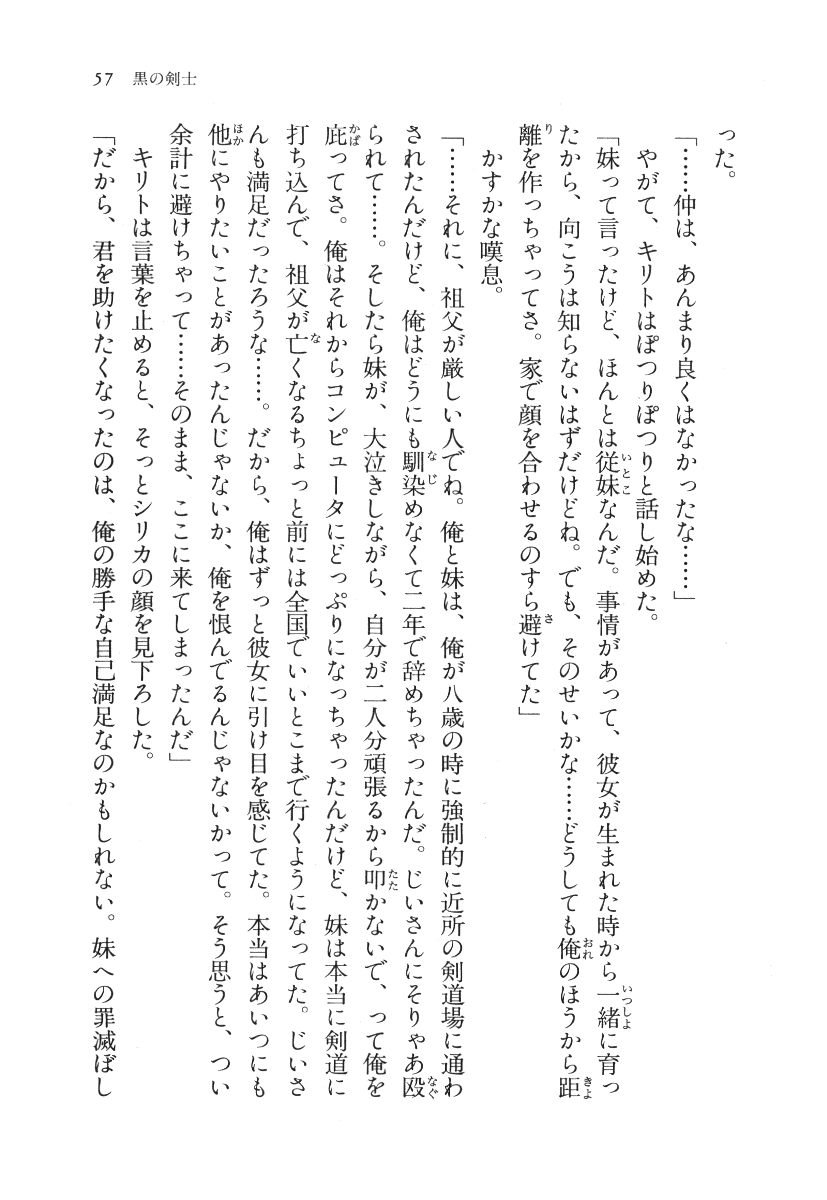 57　黒の剣士
った。
「……仲は、あんまり良くはなかったな……」
　やがて、キリトはぽつりぽつりと話し始めた。
「妹って言ったけど、ほんとは従妹なんだ。事情があって、彼女が生まれた時から一緒に育っ
たから、向こうは知らないはずだけどね。でも、そのせいかな……どうしても俺のほうから距
離を作っちゃってさ。家で顔を合わせるのすら避けてた」
　かすかな嘆息。
「……それに、祖父が厳しい人でね。俺と妹は、俺が八歳の時に強制的に近所の剣道場に通わ
されたんだけど、俺はどうにも馴染めなくて二年で辞めちゃったんだ。じいさんにそりゃあ殴
られて……。そしたら妹が、大泣きしながら、自分が二人分頑張るから叩かないで、って俺を
庇ってさ。俺はそれからコンピュータにどっぷりになっちゃったんだけど、妹は本当に剣道に
打ち込んで、祖父が亡くなるちょっと前には全国でいいとこまで行くようになってた。じいさ
んも満足だったろうな……。だから、俺はずっと彼女に引け目を感じてた。本当はあいつにも
他にやりたいことがあったんじゃないか、俺を恨んでるんじゃないかって。そう思うと、つい
余計に避けちゃって……そのまま、ここに来てしまったんだ」
　キリトは言葉を止めると、そっとシリカの顔を見下ろした。
「だから、君を助けたくなったのは、俺の勝手な自己満足なのかもしれない。妹への罪滅ぼし